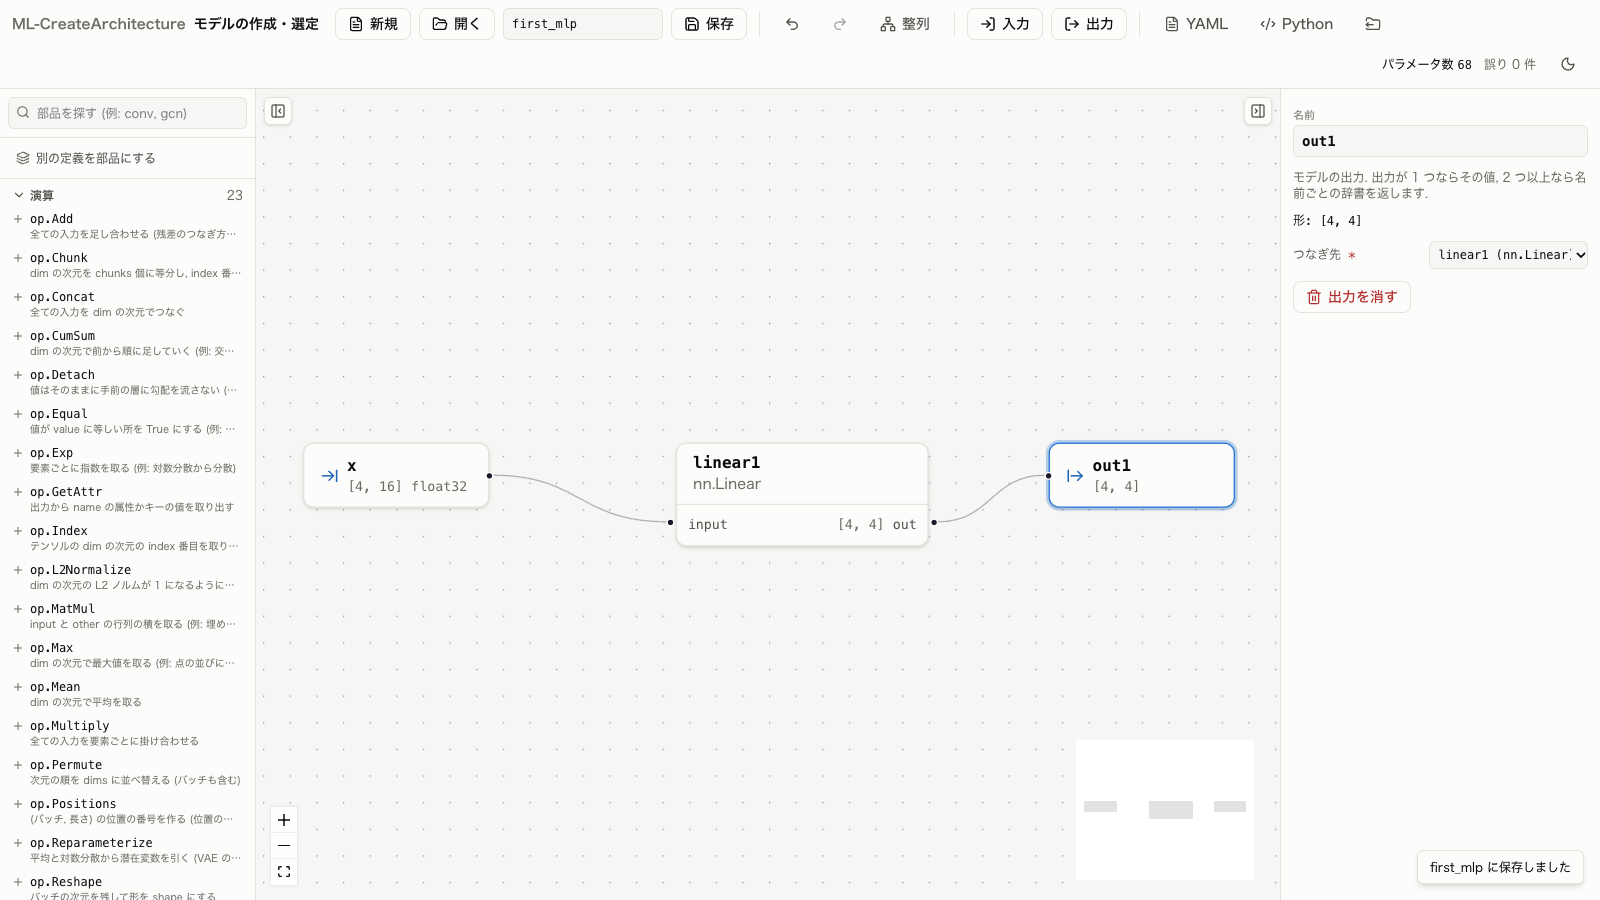 ML-CreateArchitecture モデルの作成・選定 新規 開く first_mlp 保存 整列 入力 出力 YAML Python
パラメータ数 68 誤り 0 件
部品を探す (例: conv, gcn)
別の定義を部品にする
演算 23
op.Add
全ての入力を足し合わせる (残差のつなぎ方…
op.Chunk
dim の次元を chunks 個に等分し, index 番…
op.Concat
全ての入力を dim の次元でつなぐ
op.CumSum
dim の次元で前から順に足していく (例: 交…
op.Detach
値はそのままに手前の層に勾配を流さない (…
op.Equal
値が value に等しい所を True にする (例: …
op.Exp
要素ごとに指数を取る (例: 対数分散から分散)
op.GetAttr
出力から name の属性かキーの値を取り出す
op.Index
テンソルの dim の次元の index 番目を取り…
op.L2Normalize
dim の次元の L2 ノルムが 1 になるように…
op.MatMul
input と other の行列の積を取る (例: 埋め…
op.Max
dim の次元で最大値を取る (例: 点の並びに…
op.Mean
dim の次元で平均を取る
op.Multiply
全ての入力を要素ごとに掛け合わせる
op.Permute
次元の順を dims に並べ替える (バッチも含む)
op.Positions
(バッチ, 長さ) の位置の番号を作る (位置の…
op.Reparameterize
平均と対数分散から潜在変数を引く (VAE の…
op.Reshape
バッチの次元を残して形を shape にする
x
[4, 16] float32
linear1
nn.Linear
input [4, 4] out
out1
[4, 4]
名前
out1
モデルの出力. 出力が 1 つならその値, 2 つ以上なら名
前ごとの辞書を返します.
形: [4, 4]
つなぎ先 * linear1 (nn.Linear)
出力を消す
first_mlp に保存しました